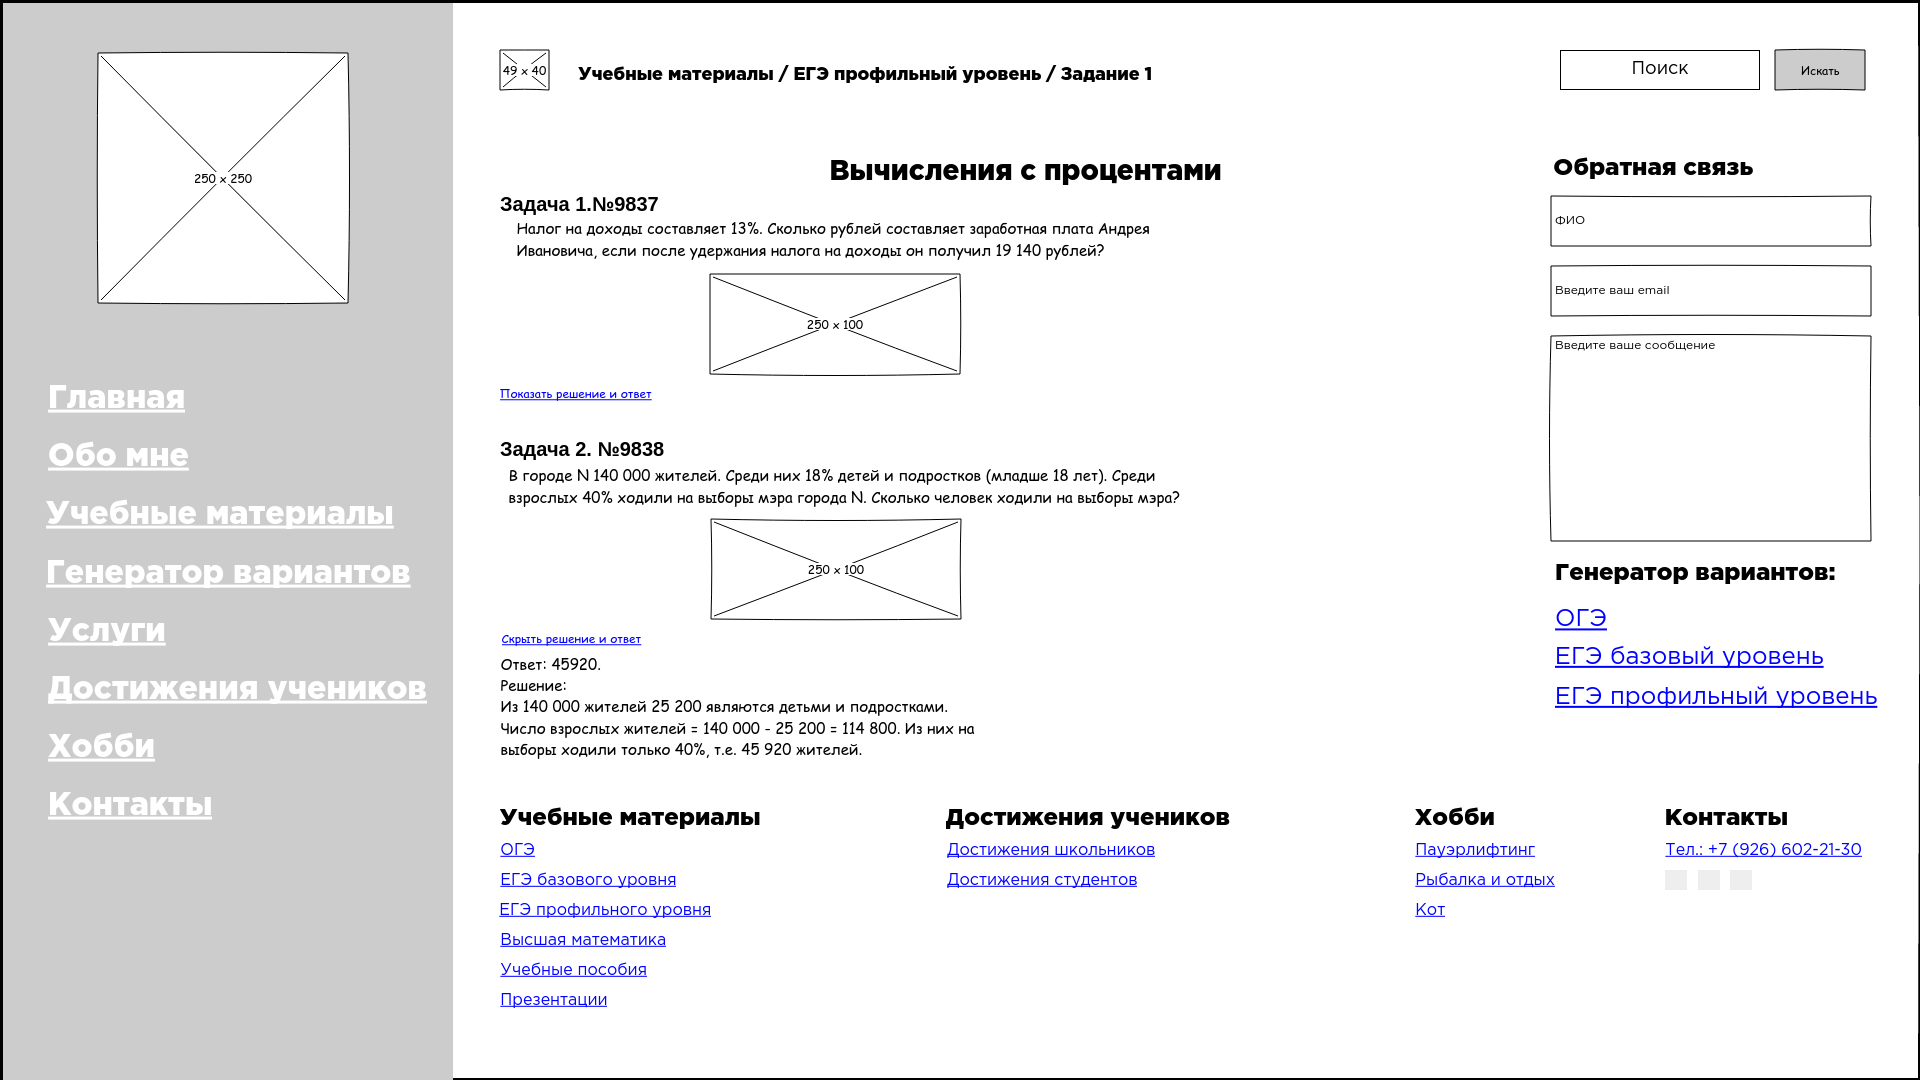 250 x 250
Главная
Обо мне
Учебные материалы
Генератор вариантов
Услуги
Достижения учеников
Хобби
Контакты
49 x 40
Учебные материалы / ЕГЭ профильный уровень / Задание 1
Поиск
Искать
Вычисления с процентами
Задача 1.№9837
Налог на доходы составляет 13%. Сколько рублей составляет заработная плата Андрея
Ивановича, если после удержания налога на доходы он получил 19 140 рублей?
250 x 100
Показать решение и ответ
Задача 2. №9838
В городе N 140 000 жителей. Среди них 18% детей и подростков (младше 18 лет). Среди
взрослых 40% ходили на выборы мэра города N. Сколько человек ходили на выборы мэра?
250 x 100
Скрыть решение и ответ
Ответ: 45920.
Решение:
Из 140 000 жителей 25 200 являются детьми и подростками.
Число взрослых жителей = 140 000 - 25 200 = 114 800. Из них на
выборы ходили только 40%, т.е. 45 920 жителей.
Обратная связь
ФИО
Введите ваш email
Введите ваше сообщение
Генератор вариантов:
ОГЭ
ЕГЭ базовый уровень
ЕГЭ профильный уровень
Учебные материалы
ОГЭ
ЕГЭ базового уровня
ЕГЭ профильного уровня
Высшая математика
Учебные пособия
Презентации
Достижения учеников
Достижения школьников
Достижения студентов
Хобби
Пауэрлифтинг
Рыбалка и отдых
Кот
Контакты
Тел.: +7 (926) 602-21-30